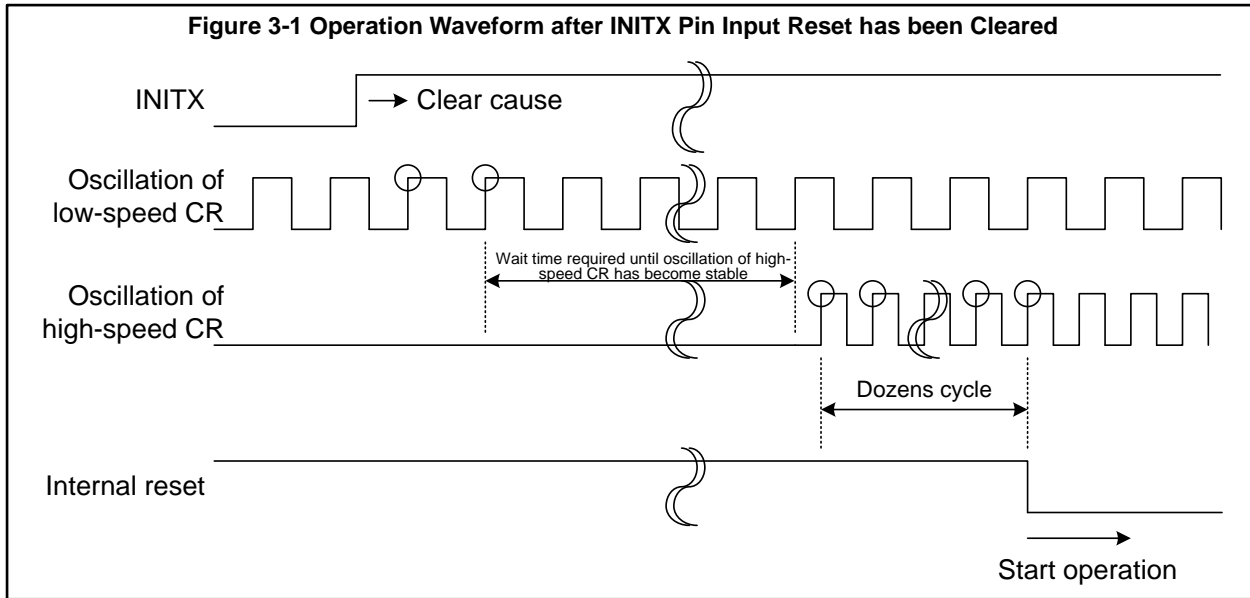 Figure 3-1 Operation Waveform after INITX Pin Input Reset has been Cleared
INITX
Clear cause
Oscillation of
low-speed CR
Wait time required until oscillation of high-
speed CR has become stable
Oscillation of
high-speed CR
Dozens cycle
Internal reset
Start operation